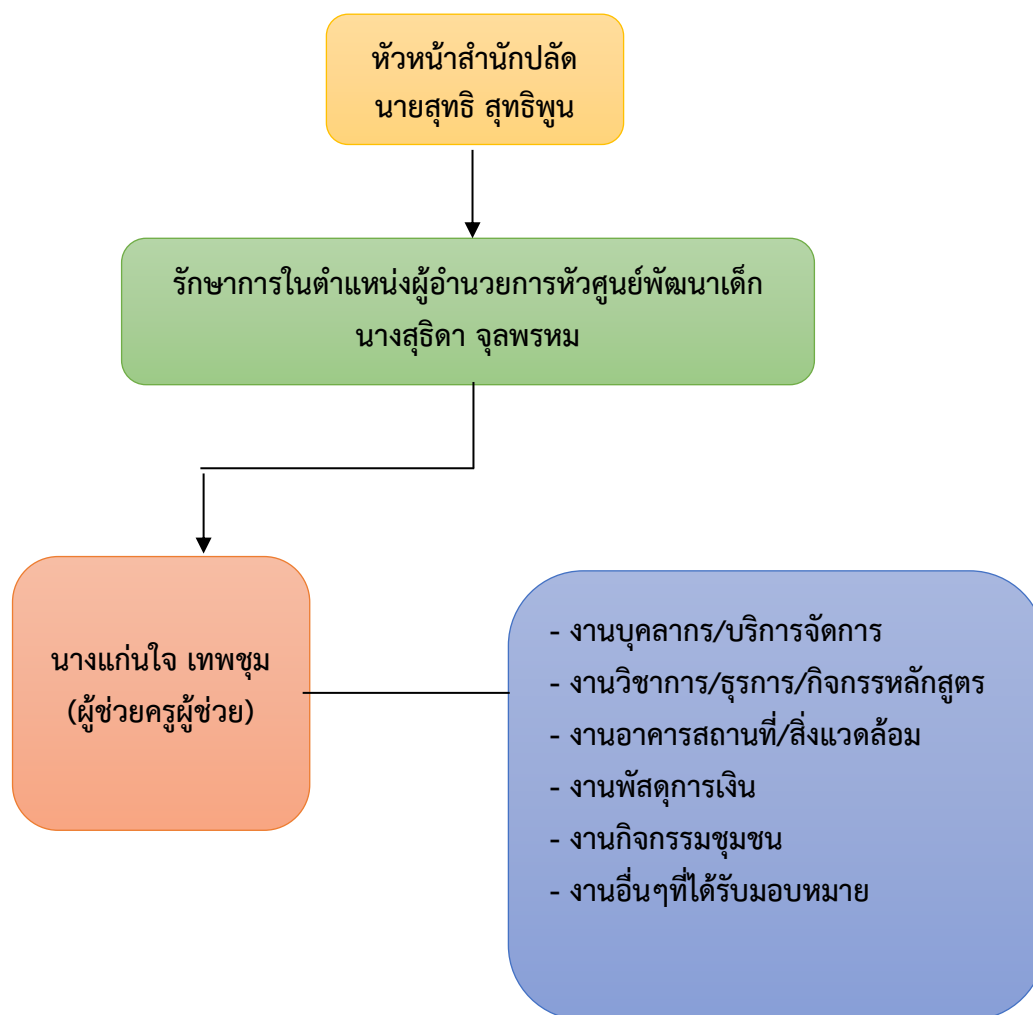 หัวหน้าสำนักปลัด
นายสุทธิ สุทธิพูน
รักษาการในตำแหน่งผู้อำนวยการหัวศูนย์พัฒนาเด็ก
นางสุธิดา จุลพรหม
นางแก่นใจ เทพชุม
(ผู้ช่วยครูผู้ช่วย)
- งานบุคลากร/บริการจัดการ
- งานวิชาการ/ธุรการ/กิจกรรหลักสูตร
- งานอาคารสถานที่/สิ่งแวดล้อม
- งานพัสดุการเงิน
- งานกิจกรรมชุมชน
- งานอื่นๆที่ได้รับมอบหมาย